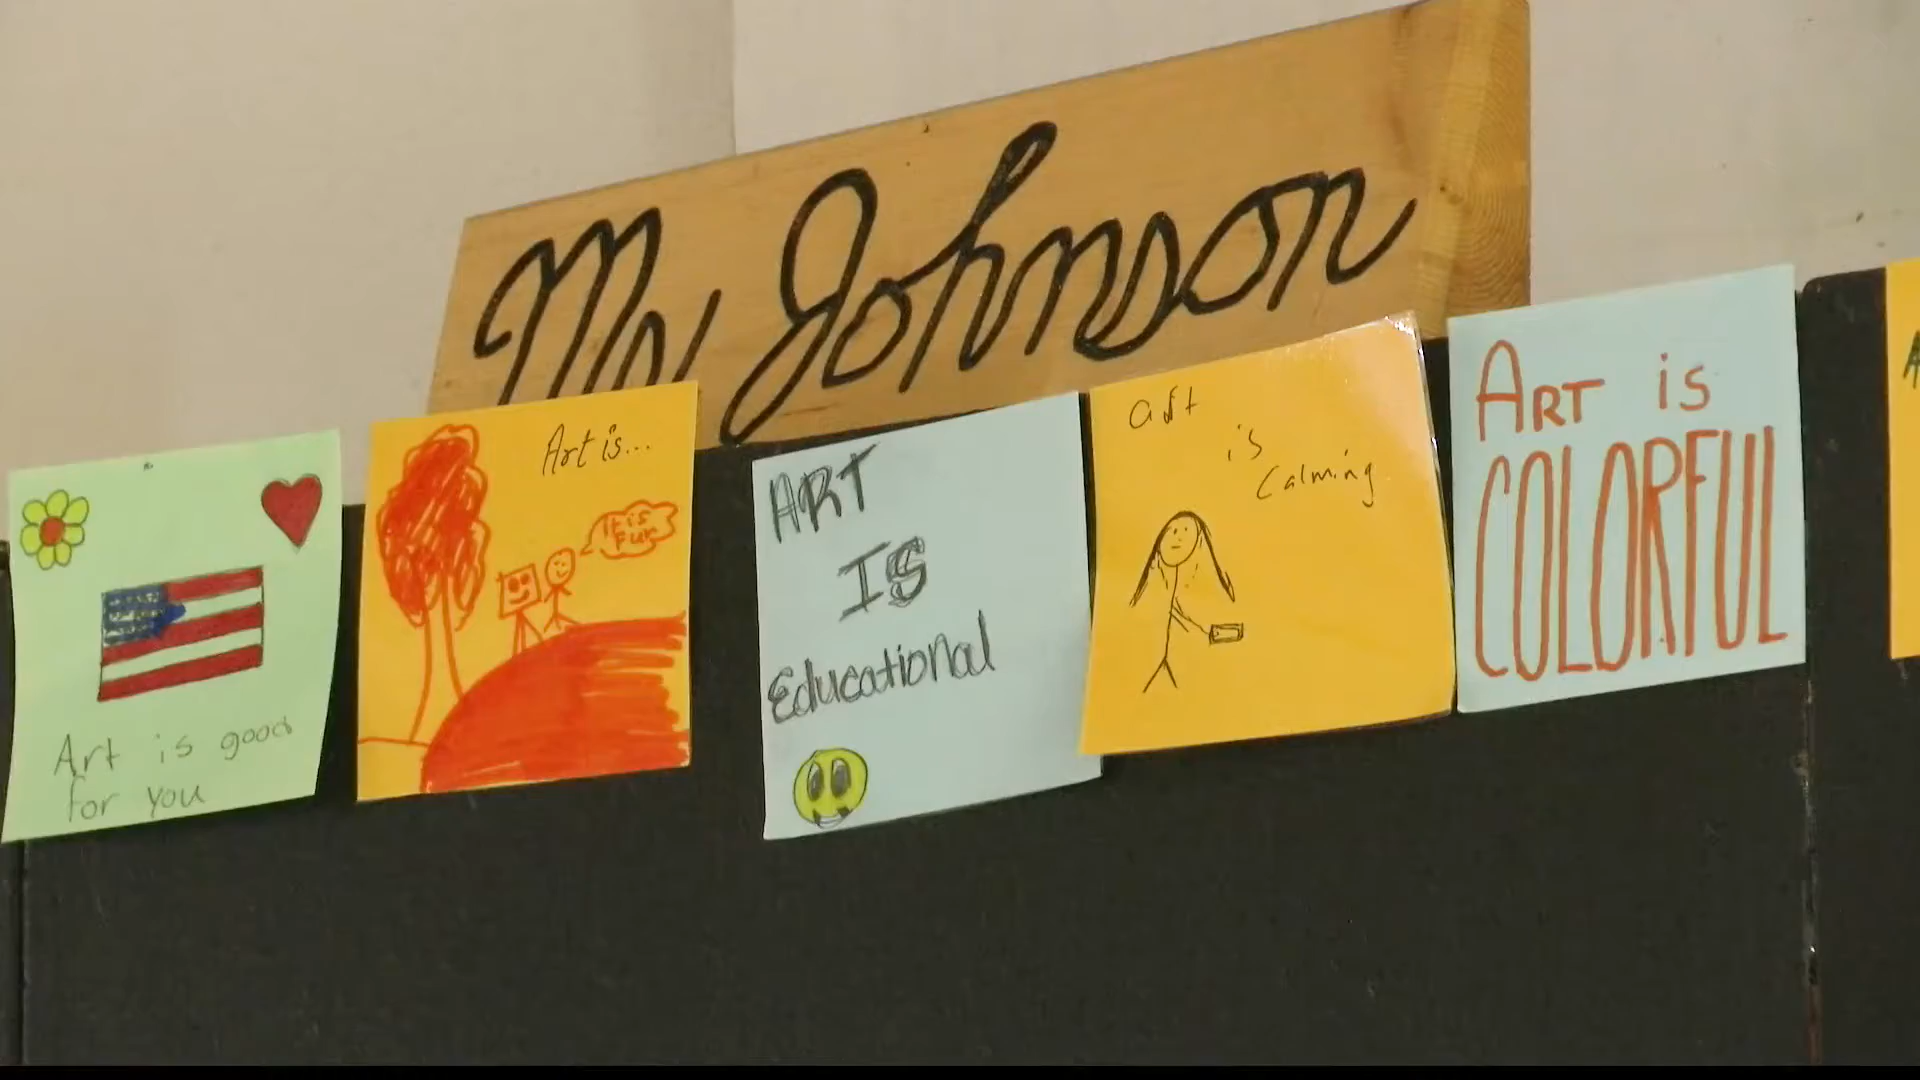 Mr Johnson
Art is good
for you
Art is...
It is
Fun
ART
IS
Educational
art
is
Calming
ART is
COLORFUL